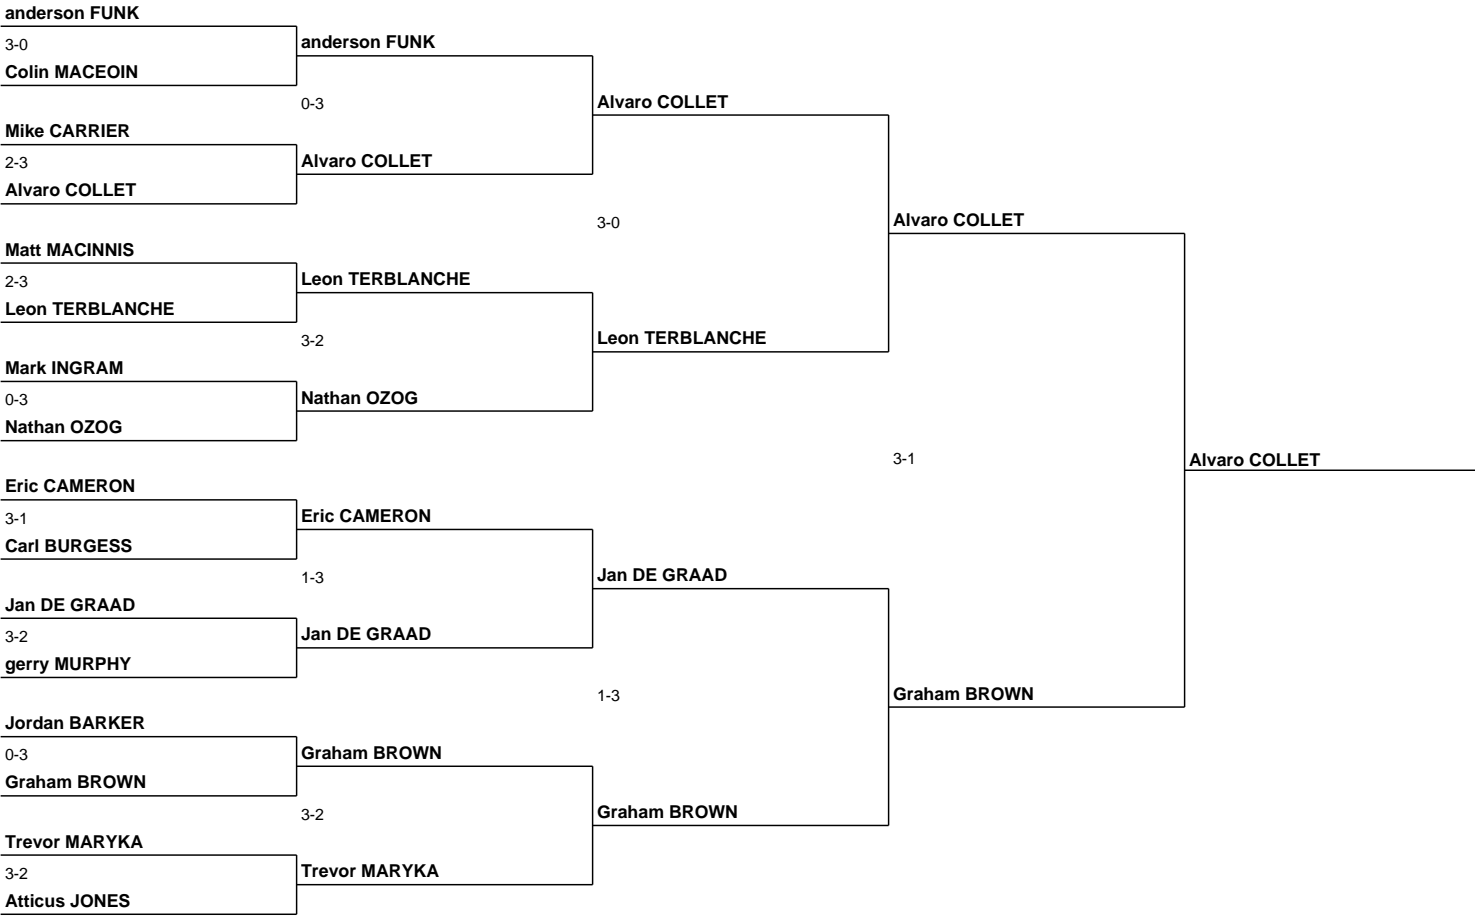 anderson FUNK
3-0
Colin MACEOIN
Mike CARRIER
2-3
Alvaro COLLET
Matt MACINNIS
2-3
Leon TERBLANCHE
Mark INGRAM
0-3
Nathan OZOG
Eric CAMERON
3-1
Carl BURGESS
Jan DE GRAAD
3-2
gerry MURPHY
Jordan BARKER
0-3
Graham BROWN
Trevor MARYKA
3-2
Atticus JONES
anderson FUNK
0-3
Alvaro COLLET
Leon TERBLANCHE
3-2
Nathan OZOG
Eric CAMERON
1-3
Jan DE GRAAD
Graham BROWN
3-2
Trevor MARYKA
Alvaro COLLET
3-0
Leon TERBLANCHE
Jan DE GRAAD
1-3
Graham BROWN
Alvaro COLLET
3-1
Graham BROWN
Alvaro COLLET